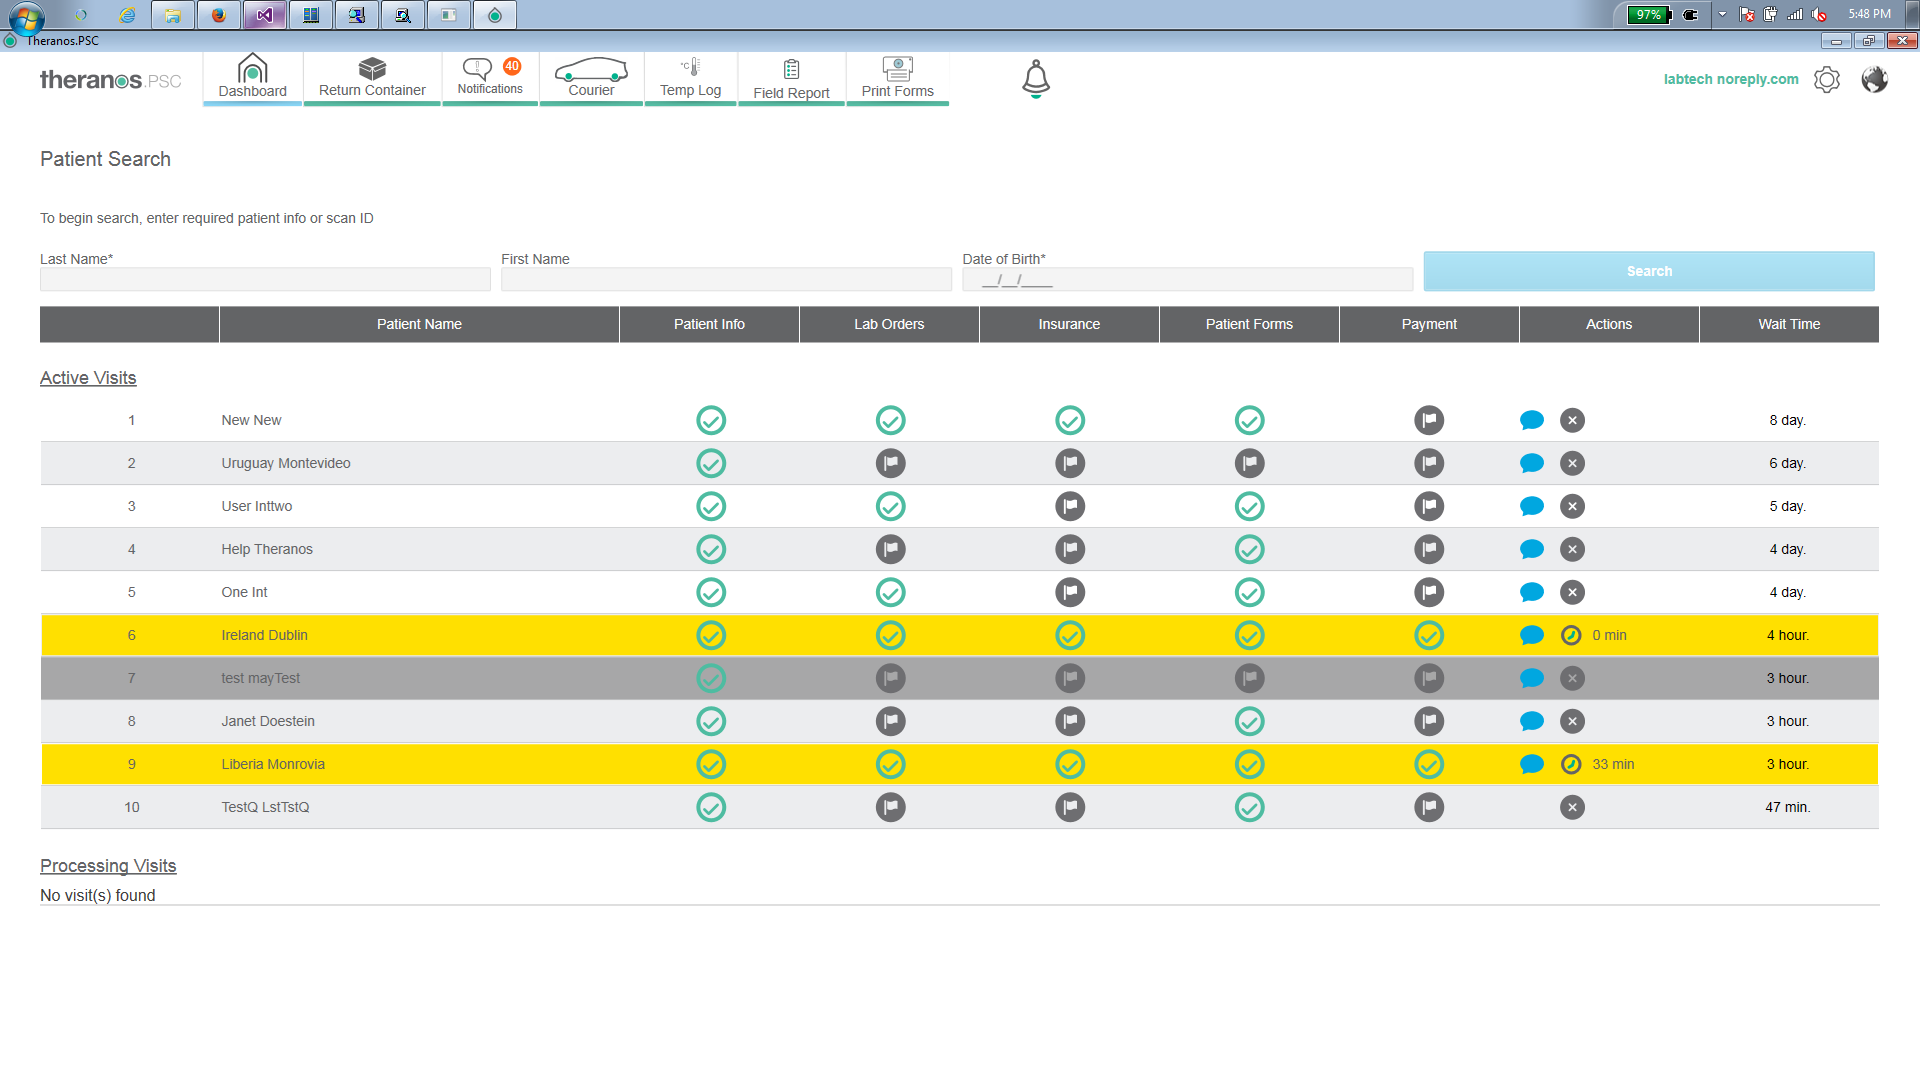 97%
5:48 PM
Theranos.PSC
theranos.PSC
Dashboard
Return Container
40
Notifications
Courier
°C
Temp Log
Field Report
Print Forms
labtech noreply.com
Patient Search
To begin search, enter required patient info or scan ID
Last Name* First Name Date of Birth*
__/__/____
Search
Patient Name Patient Info Lab Orders Insurance Patient Forms Payment Actions Wait Time
Active Visits
1 New New 8 day.
2 Uruguay Montevideo 6 day.
3 User Inttwo 5 day.
4 Help Theranos 4 day.
5 One Int 4 day.
6 Ireland Dublin 0 min 4 hour.
7 test mayTest 3 hour.
8 Janet Doestein 3 hour.
9 Liberia Monrovia 33 min 3 hour.
10 TestQ LstTstQ 47 min.
Processing Visits
No visit(s) found